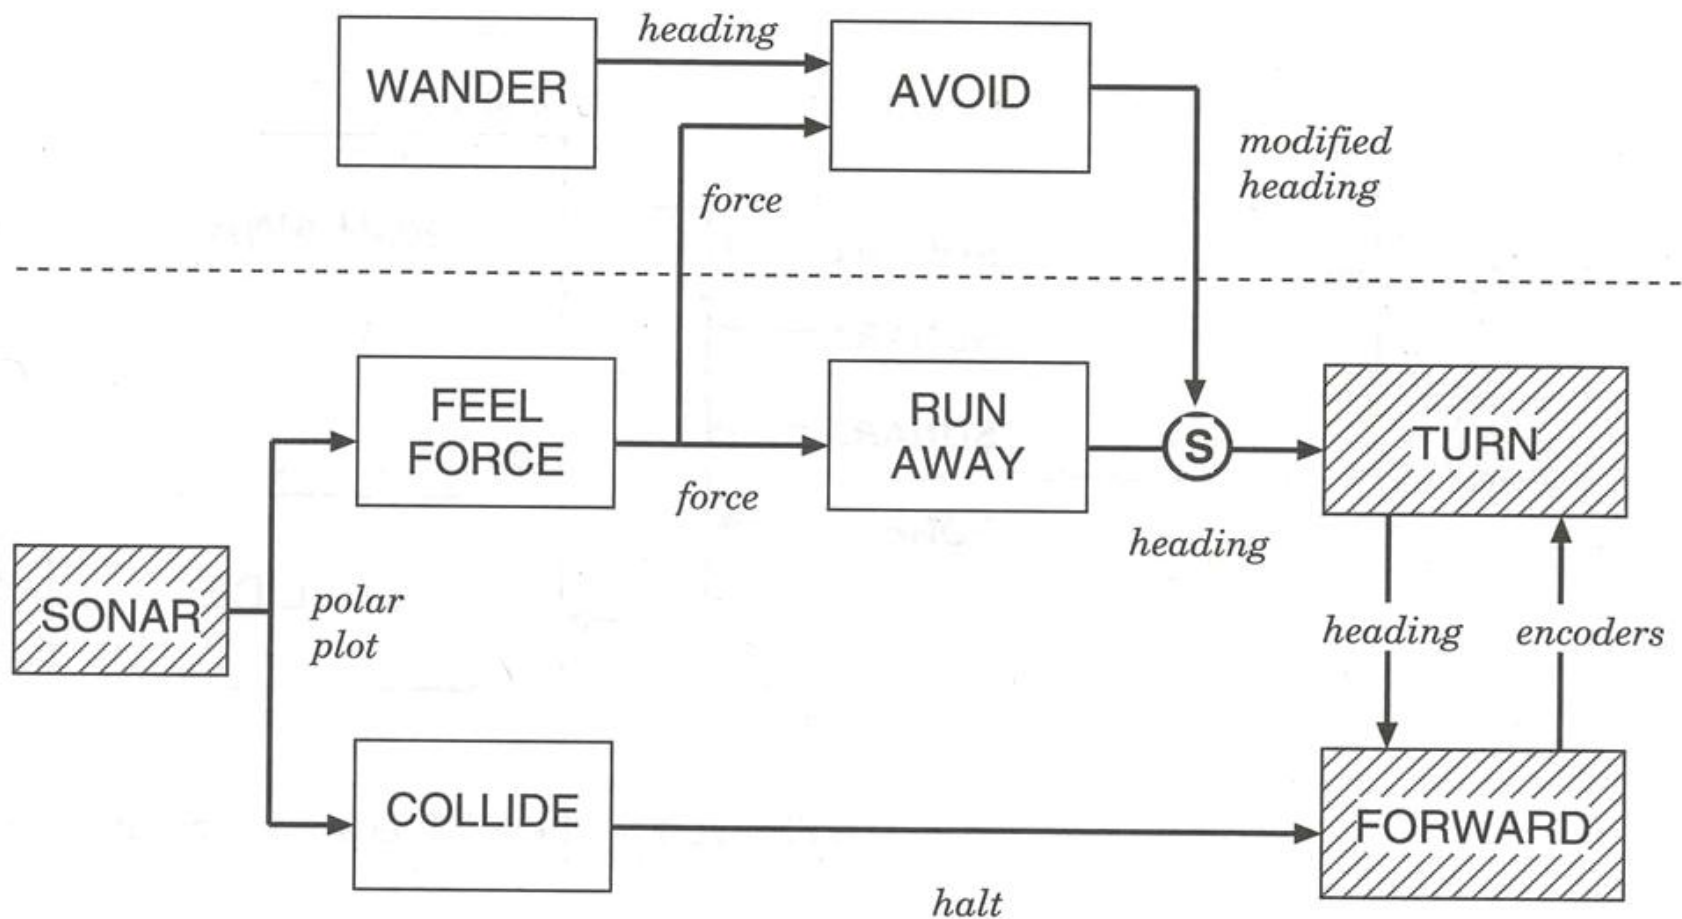 heading
WANDER
AVOID
modified
heading
force
FEEL
FORCE
RUN
AWAY
S
TURN
force
heading
SONAR
polar
plot
heading
encoders
COLLIDE
FORWARD
halt